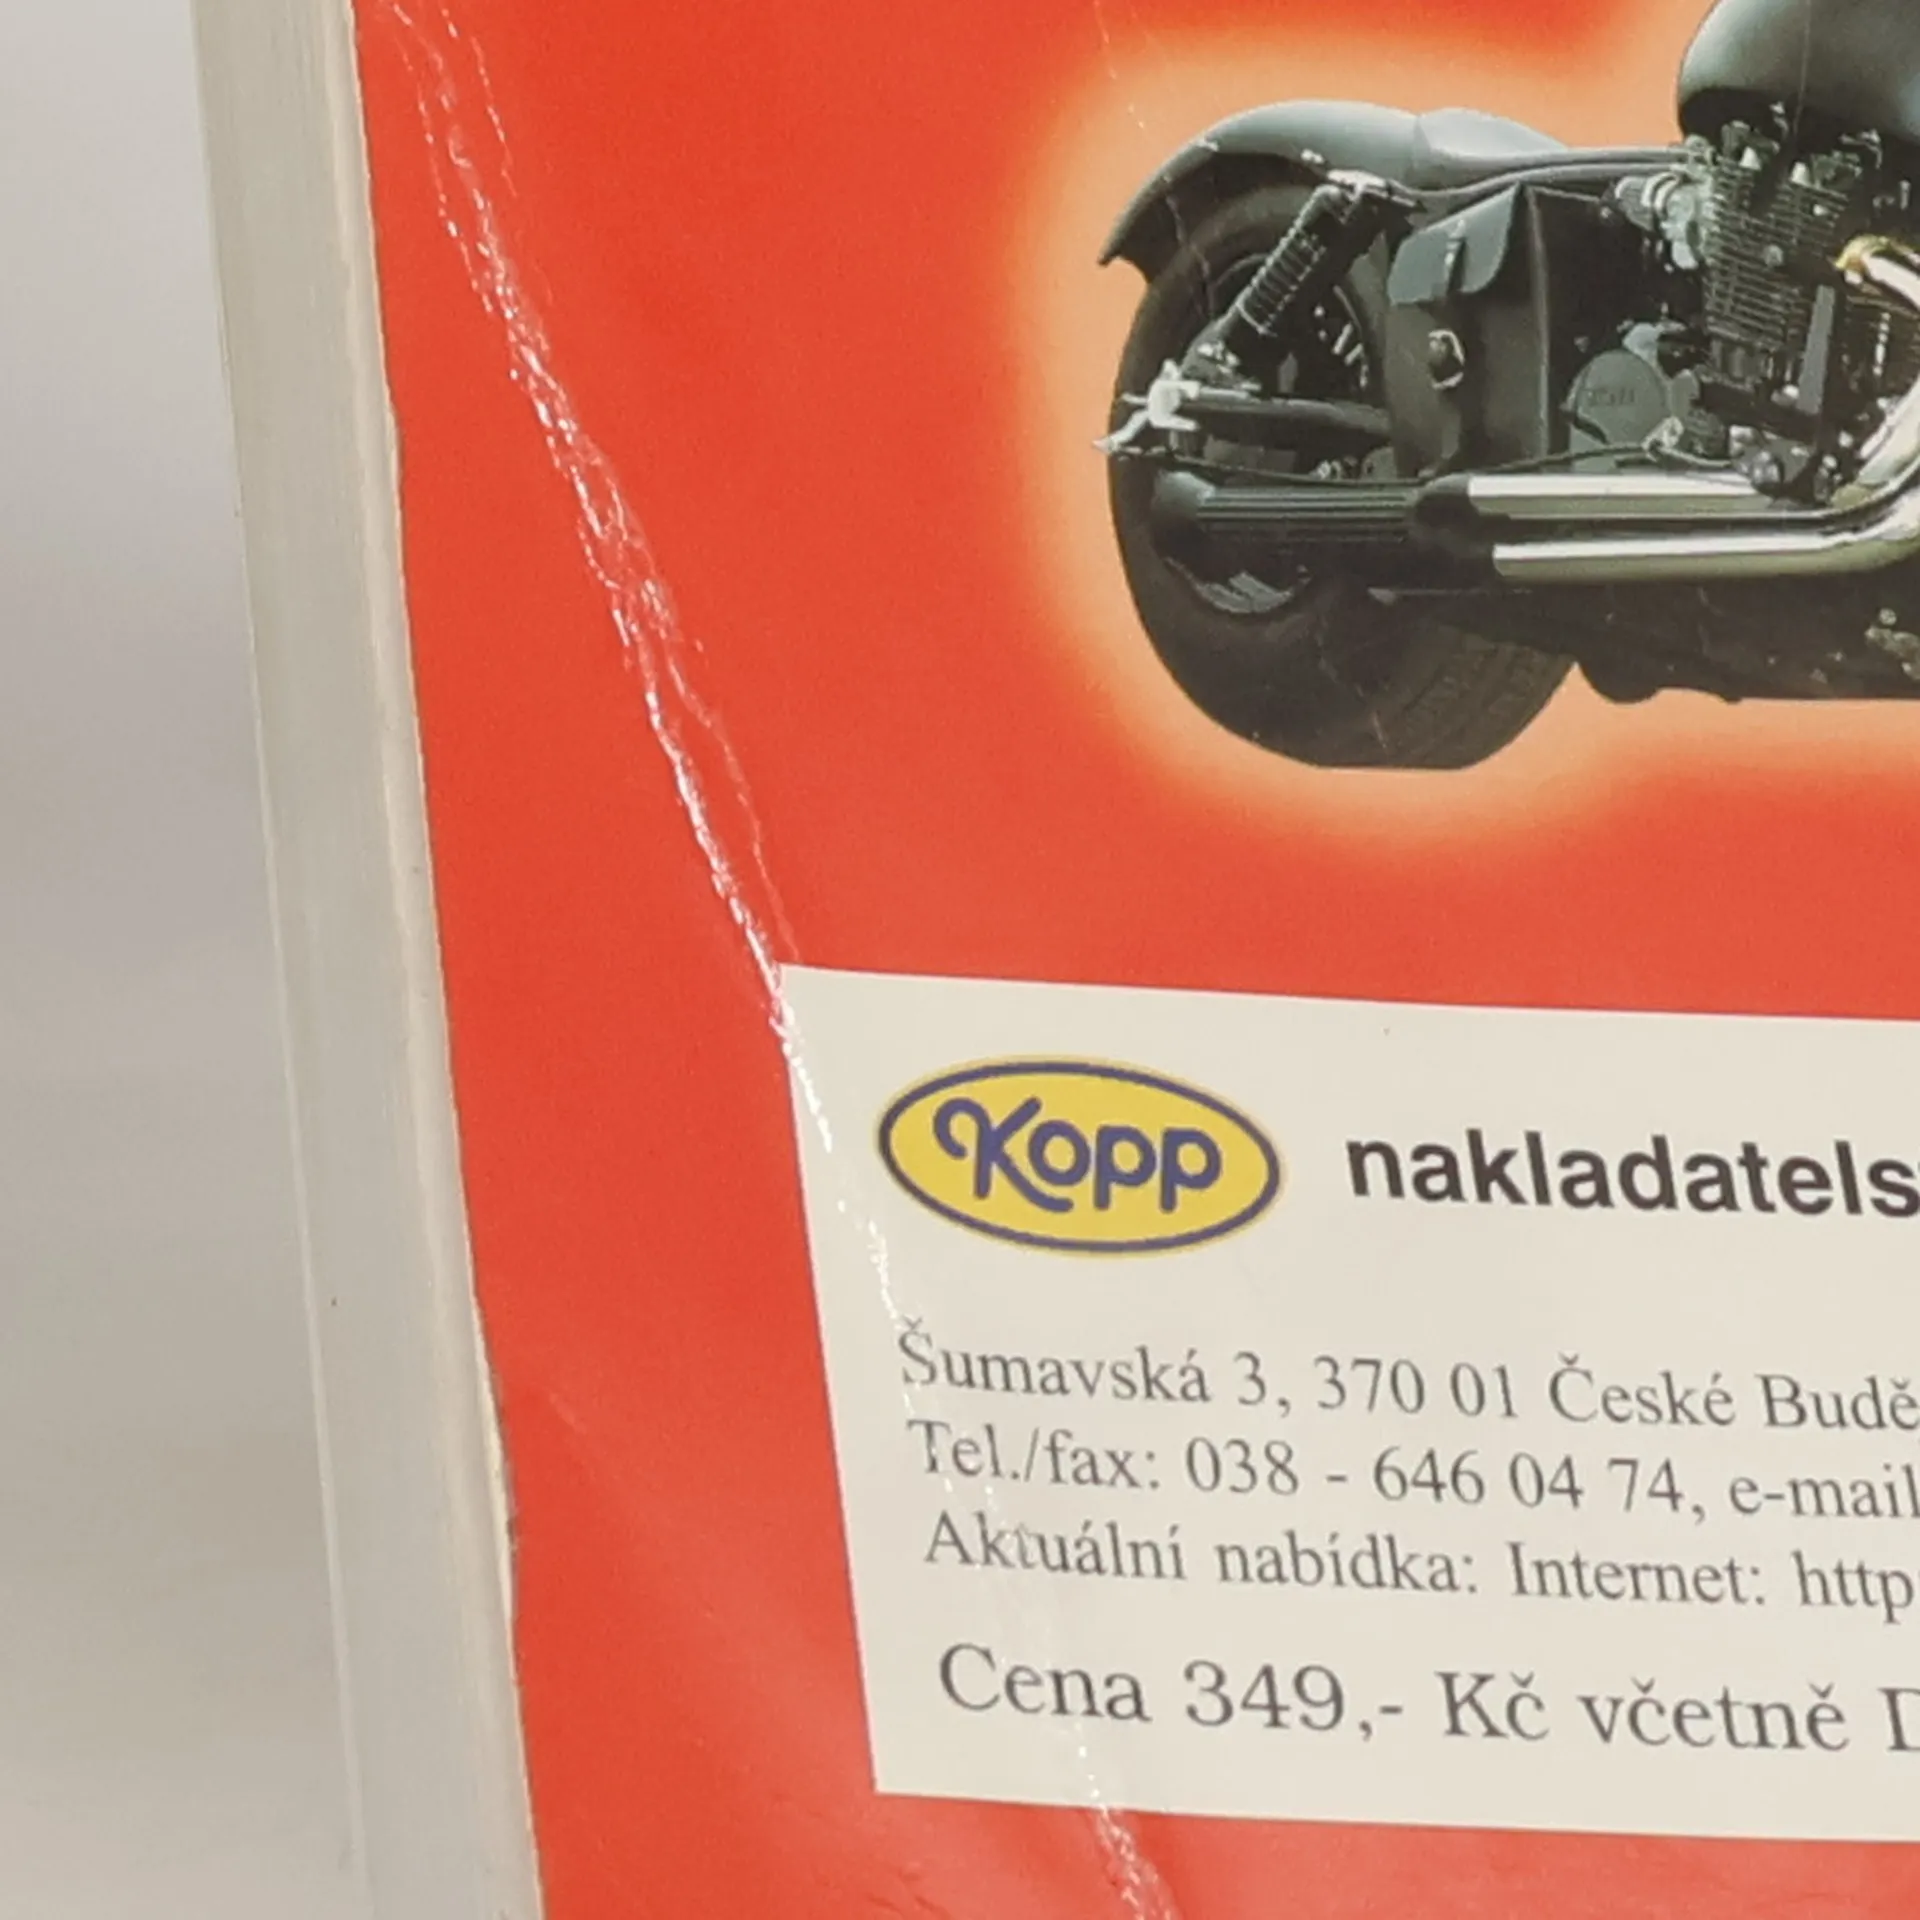 Kopp nakladatels
Šumavská 3, 370 01 České Budě
Tel./fax: 038 - 646 04 74, e-mail
Aktuální nabídka: Internet: http
Cena 349,- Kč včetně D